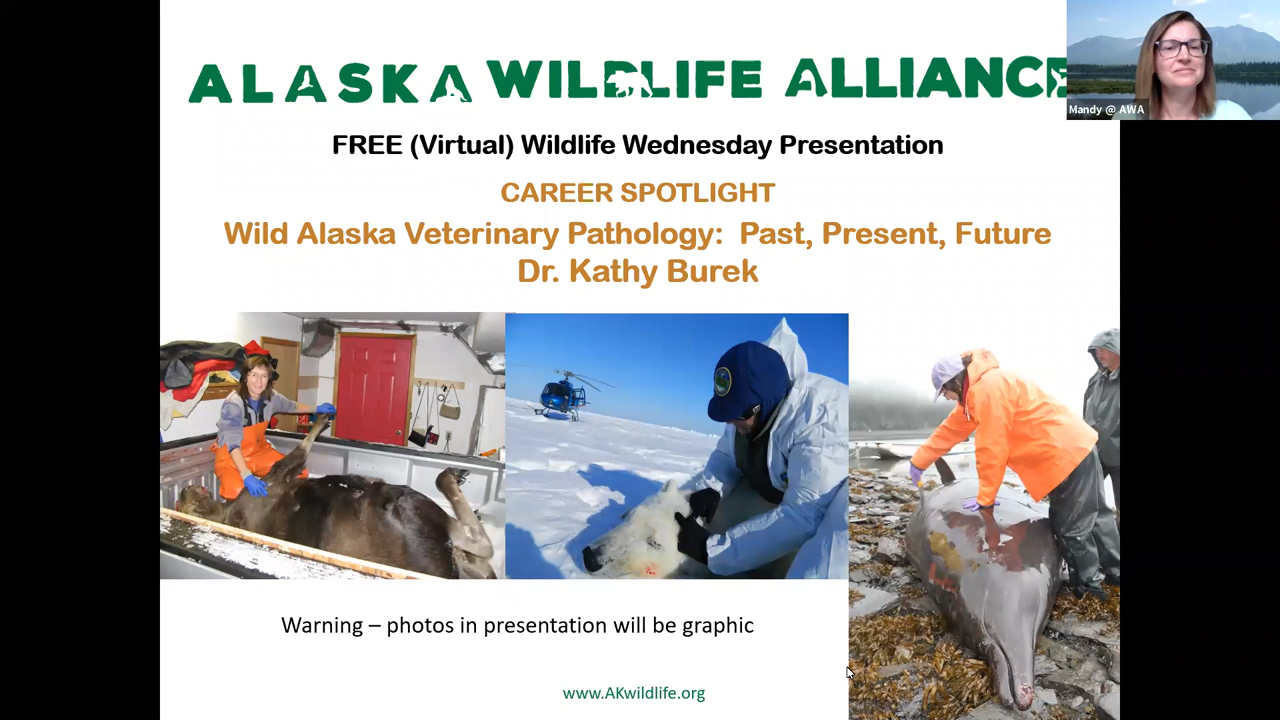 ALASKA WILDLIFE ALLIANCE
Mandy @ AWA
FREE (Virtual) Wildlife Wednesday Presentation
CAREER SPOTLIGHT
Wild Alaska Veterinary Pathology: Past, Present, Future
Dr. Kathy Burek
Warning – photos in presentation will be graphic
www.AKwildlife.org